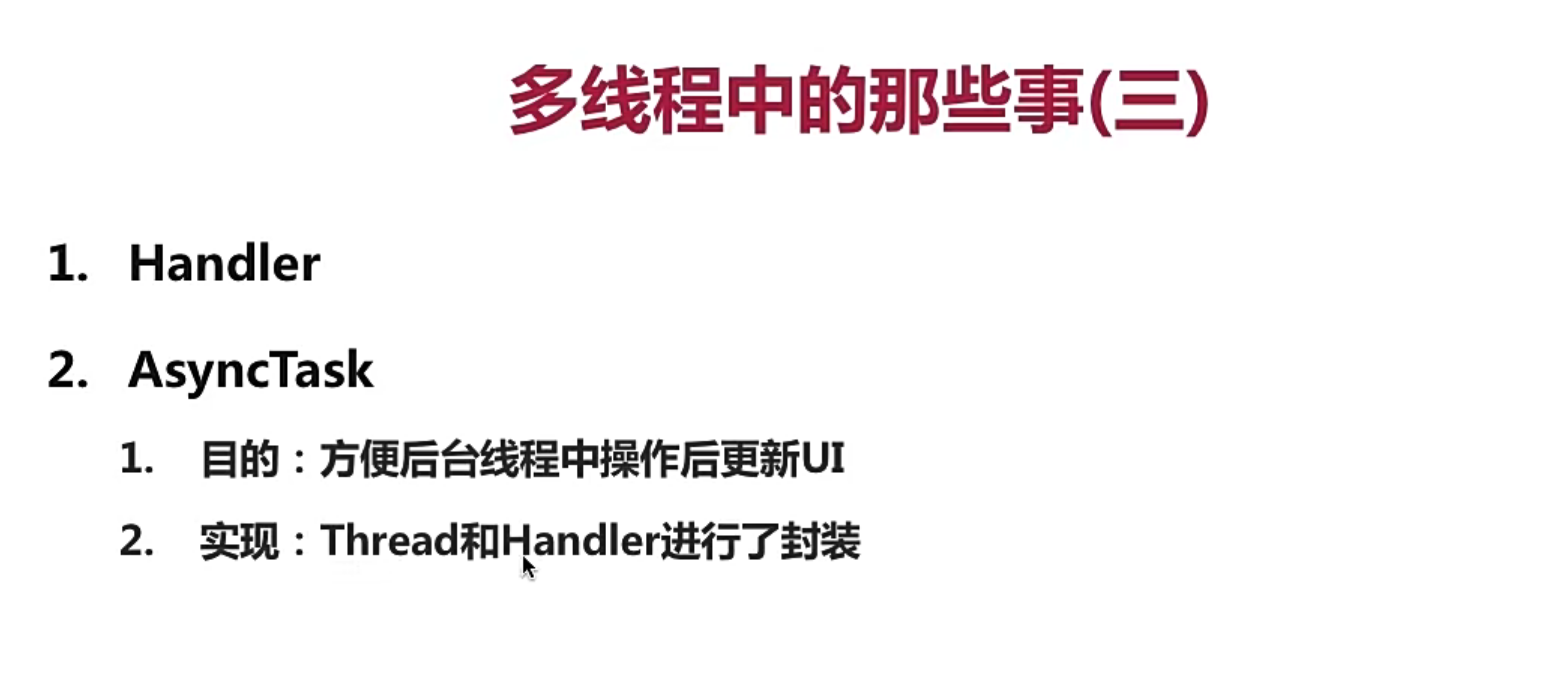 多线程中的那些事(三)
1. Handler
2. AsyncTask
1. 目的：方便后台线程中操作后更新UI
2. 实现：Thread和Handler进行了封装